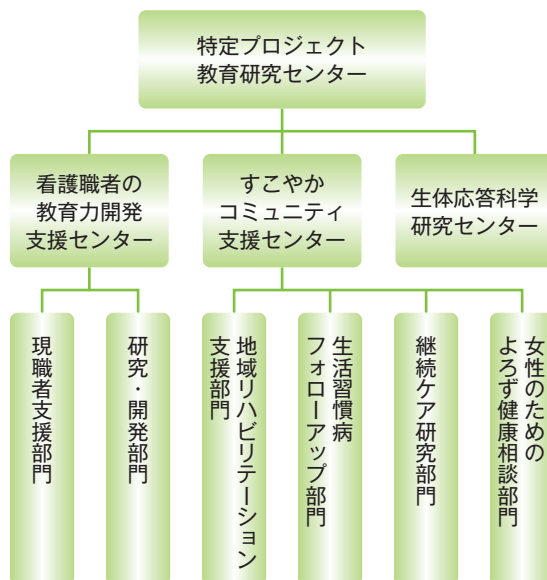 特定プロジェクト
教育研究センター
看護職者の
教育力開発
支援センター
すこやか
コミュニティ
支援センター
生体応答科学
研究センター
現職者支援部門
研究・開発部門
地域リハビリテーション
支援部門
生活習慣病
フォローアップ部門
継続ケア研究部門
女性のための
よろず健康相談部門